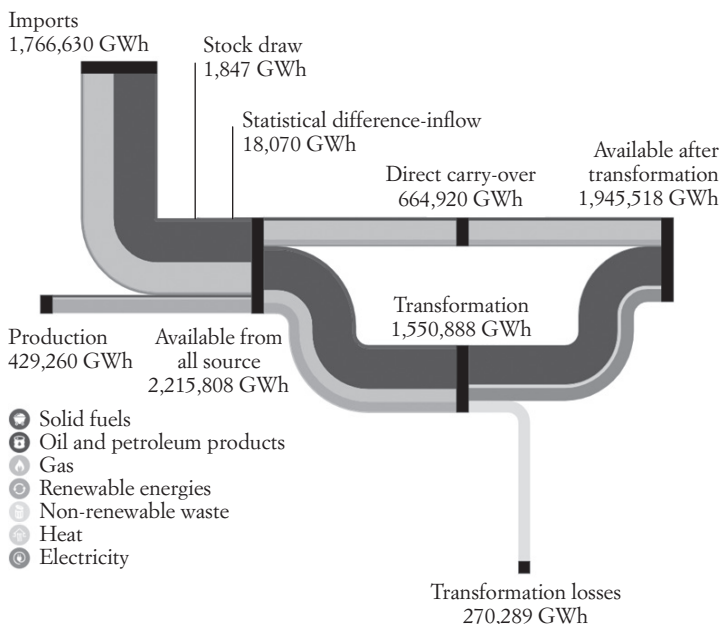 Imports
1,766,630 GWh
Stock draw
1,847 GWh
Statistical difference-inflow
18,070 GWh
Direct carry-over
664,920 GWh
Available after
transformation
1,945,518 GWh
Production
429,260 GWh
Available from
all source
2,215,808 GWh
Transformation
1,550,888 GWh
Solid fuels
Oil and petroleum products
Gas
Renewable energies
Non-renewable waste
Heat
Electricity
Transformation losses
270,289 GWh